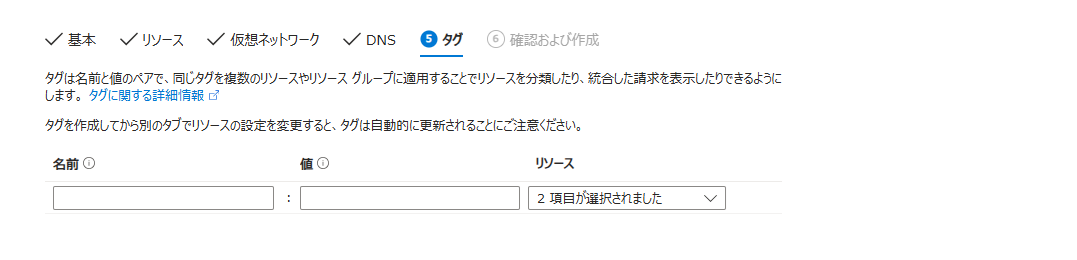 基本 リソース 仮想ネットワーク DNS 5 タグ 6 確認および作成
タグは名前と値のペアで、同じタグを複数のリソースやリソース グループに適用することでリソースを分類したり、統合した請求を表示したりできるように
します。 タグに関する詳細情報
タグを作成してから別のタブでリソースの設定を変更すると、タグは自動的に更新されることにご注意ください。
名前 値 リソース
: 2 項目が選択されました